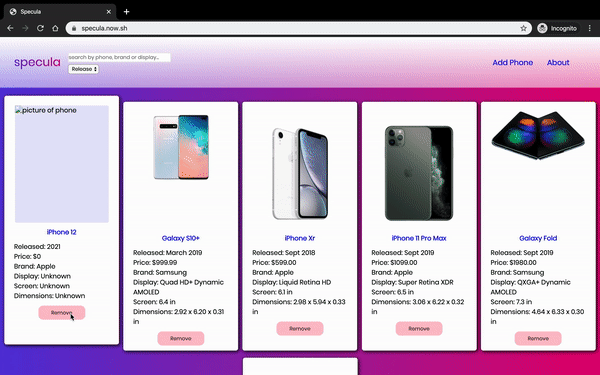 Specula
specula.now.sh
Incognito
specula
search by phone, brand or display...
Release
Add Phone
About
picture of phone
iPhone 12
Released: 2021
Price: $0
Brand: Apple
Display: Unknown
Screen: Unknown
Dimensions: Unknown
Remove
Galaxy S10+
Released: March 2019
Price: $999.99
Brand: Samsung
Display: Quad HD+ Dynamic
AMOLED
Screen: 6.4 in
Dimensions: 2.92 x 6.20 x 0.31
in
Remove
iPhone Xr
Released: Sept 2018
Price: $599.00
Brand: Apple
Display: Liquid Retina HD
Screen: 6.1 in
Dimensions: 2.98 x 5.94 x 0.33
in
Remove
iPhone 11 Pro Max
Released: Sept 2019
Price: $1099.00
Brand: Apple
Display: Super Retina XDR
Screen: 6.5 in
Dimensions: 3.06 x 6.22 x 0.32
in
Remove
Galaxy Fold
Released: Sept 2019
Price: $1980.00
Brand: Samsung
Display: QXGA+ Dynamic
AMOLED
Screen: 7.3 in
Dimensions: 4.64 x 6.33 x 0.30
in
Remove